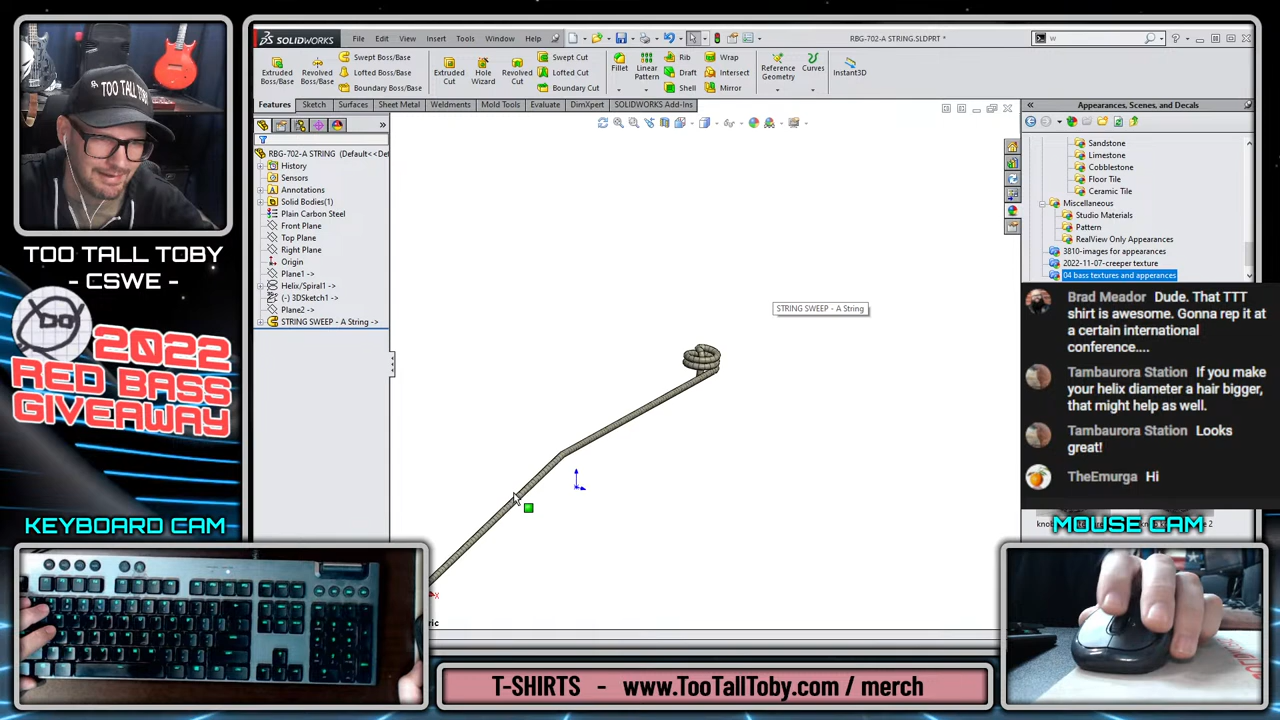 TOO TALL TOBY
- CSWE -
2022
RED BASS
GIVEAWAY
KEYBOARD CAM
SOLIDWORKS
File
Edit
View
Insert
Tools
Window
Help
RBG-702-A STRING.SLDPRT *
w
Extruded
Boss/Base
Revolved
Boss/Base
Swept Boss/Base
Lofted Boss/Base
Boundary Boss/Base
Extruded
Cut
Hole
Wizard
Revolved
Cut
Swept Cut
Lofted Cut
Boundary Cut
Fillet
Linear
Pattern
Rib
Draft
Shell
Wrap
Intersect
Mirror
Reference
Geometry
Curves
Instant3D
Features
Sketch
Surfaces
Sheet Metal
Weldments
Mold Tools
Evaluate
DimXpert
SOLIDWORKS Add-Ins
RBG-702-A STRING (Default<<Def
History
Sensors
Annotations
Solid Bodies(1)
Plain Carbon Steel
Front Plane
Top Plane
Right Plane
Origin
Plane1 ->
Helix/Spiral1 ->
(-) 3DSketch1 ->
Plane2 ->
STRING SWEEP - A String ->
STRING SWEEP - A String
Appearances, Scenes, and Decals
Sandstone
Limestone
Cobblestone
Floor Tile
Ceramic Tile
Miscellaneous
Studio Materials
Pattern
RealView Only Appearances
3810-images for apperances
2022-11-07-creeper texture
04 bass textures and apperances
Brad Meador Dude. That TTT
shirt is awesome. Gonna rep it at
a certain international
conference....
Tambaurora Station If you make
your helix diameter a hair bigger,
that might help as well.
Tambaurora Station Looks
great!
TheEmurga Hi
MOUSE CAM
T-SHIRTS - www.TooTallToby.com / merch